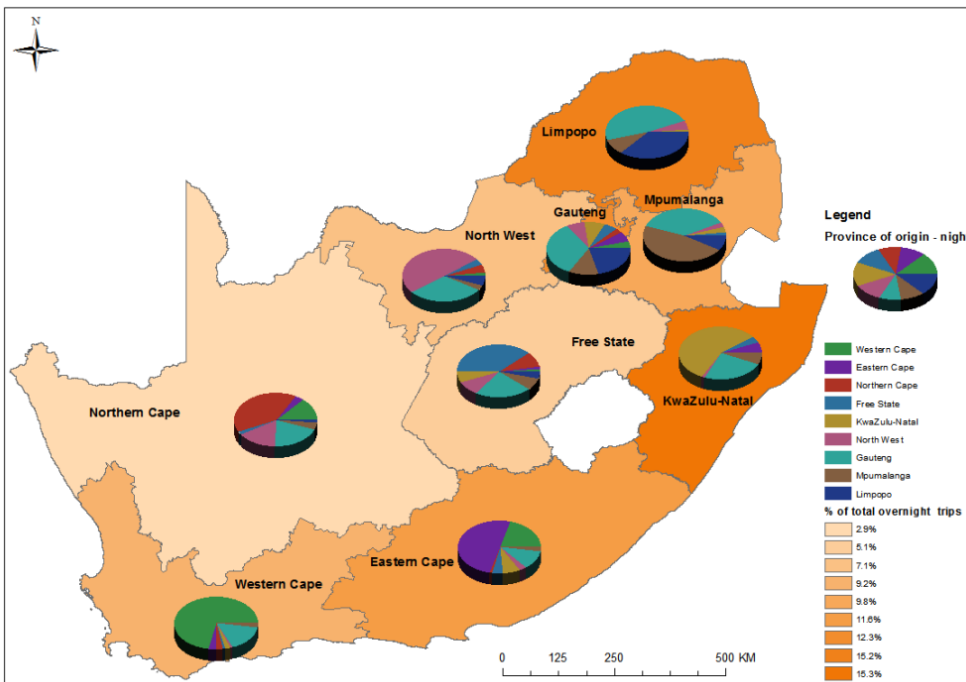 N
Limpopo
Mpumalanga
Gauteng
North West
Free State
KwaZulu-Natal
Northern Cape
Eastern Cape
Western Cape
0 125 250 500 KM
Legend
Province of origin - nigh
Western Cape
Eastern Cape
Northern Cape
Free State
KwaZulu-Natal
North West
Gauteng
Mpumalanga
Limpopo
% of total overnight trips
2.9%
5.1%
7.1%
9.2%
9.8%
11.6%
12.3%
15.2%
15.3%